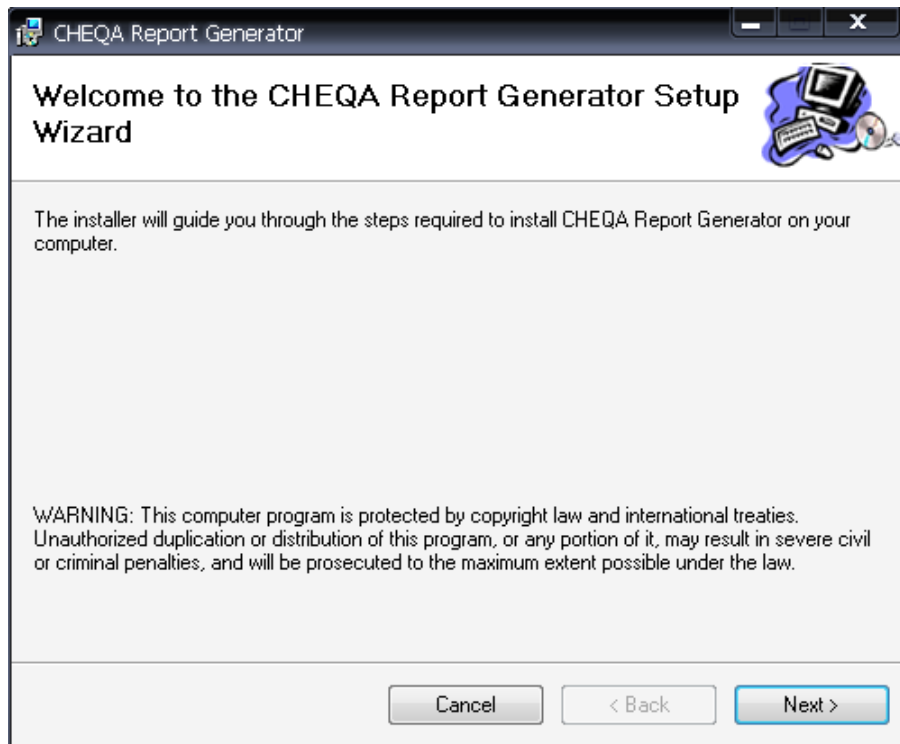 CHEQA Report Generator
Welcome to the CHEQA Report Generator Setup
Wizard
The installer will guide you through the steps required to install CHEQA Report Generator on your
computer.
WARNING: This computer program is protected by copyright law and international treaties.
Unauthorized duplication or distribution of this program, or any portion of it, may result in severe civil
or criminal penalties, and will be prosecuted to the maximum extent possible under the law.
Cancel
< Back
Next >